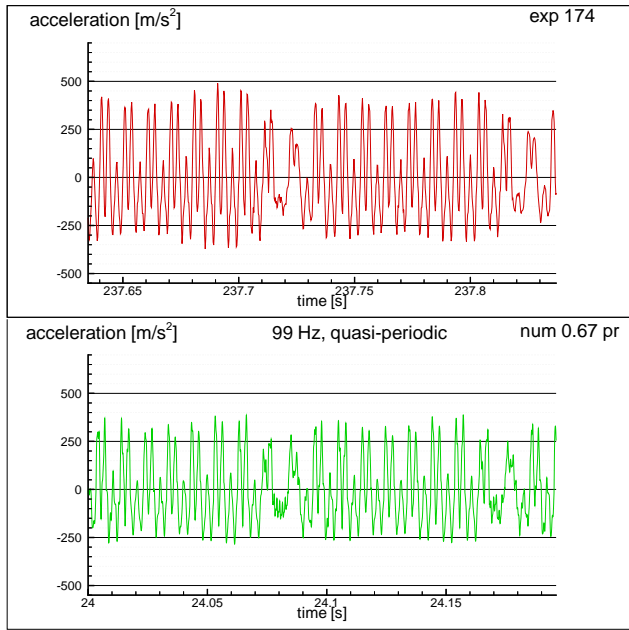 acceleration [m/s²] exp 174
500
250
0
-250
-500
237.65 237.7 237.75 237.8
time [s]
acceleration [m/s²] 99 Hz, quasi-periodic num 0.67 pr
500
250
0
-250
-500
24 24.05 24.1 24.15
time [s]